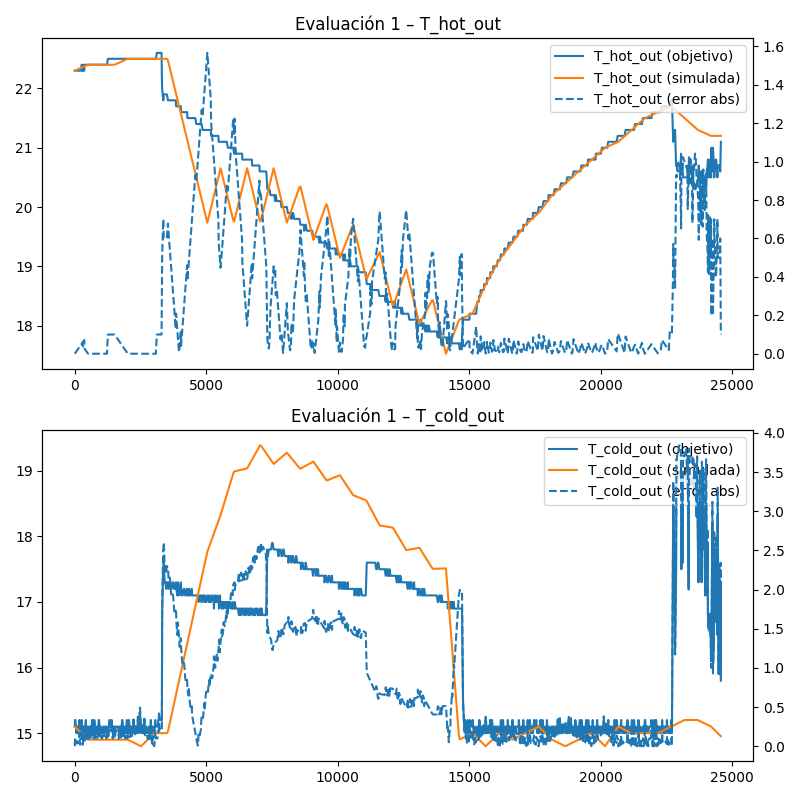 Evaluación 1 – T_hot_out
T_hot_out (objetivo)
T_hot_out (simulada)
T_hot_out (error abs)
22
21
20
19
18
1.6
1.4
1.2
1.0
0.8
0.6
0.4
0.2
0.0
0 5000 10000 15000 20000 25000
Evaluación 1 – T_cold_out
T_cold_out (objetivo)
T_cold_out (simulada)
T_cold_out (error abs)
19
18
17
16
15
4.0
3.5
3.0
2.5
2.0
1.5
1.0
0.5
0.0
0 5000 10000 15000 20000 25000